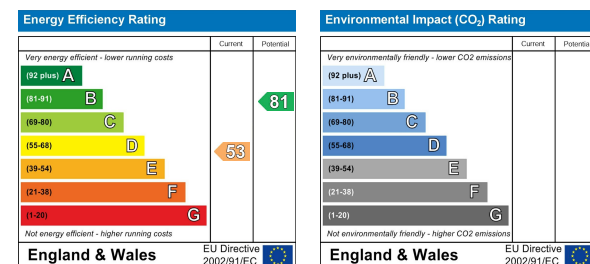 Energy Efficiency Rating
Current Potential
Very energy efficient - lower running costs
(92 plus) A
(81-91) B
81
(69-80) C
(55-68) D
53
(39-54) E
(21-38) F
(1-20) G
Not energy efficient - higher running costs
England & Wales
EU Directive
2002/91/EC
Environmental Impact (CO₂) Rating
Current Potentia
Very environmentally friendly - lower CO2 emissions
(92 plus) A
(81-91) B
(69-80) C
(55-68) D
(39-54) E
(21-38) F
(1-20) G
Not environmentally friendly - higher CO2 emissions
England & Wales
EU Directive
2002/91/EC